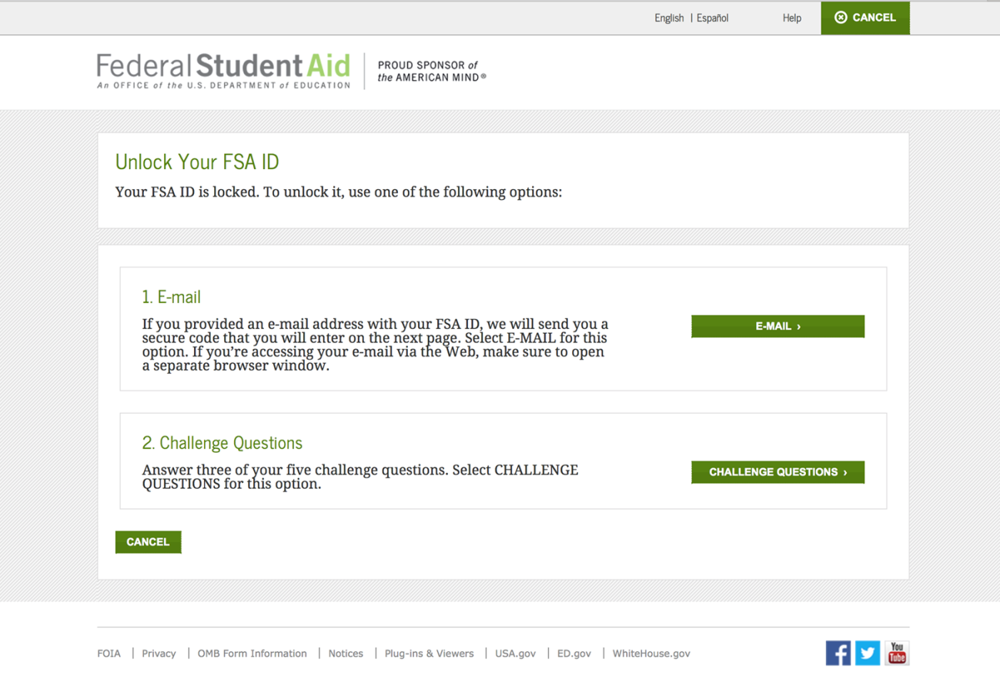 English | Español Help CANCEL
Federal Student Aid
An OFFICE of the U.S. DEPARTMENT of EDUCATION
PROUD SPONSOR of
the AMERICAN MIND®
Unlock Your FSA ID
Your FSA ID is locked. To unlock it, use one of the following options:
1. E-mail
If you provided an e-mail address with your FSA ID, we will send you a
secure code that you will enter on the next page. Select E-MAIL for this
option. If you’re accessing your e-mail via the Web, make sure to open
a separate browser window.
E-MAIL ›
2. Challenge Questions
Answer three of your five challenge questions. Select CHALLENGE
QUESTIONS for this option.
CHALLENGE QUESTIONS ›
CANCEL
FOIA | Privacy | OMB Form Information | Notices | Plug-ins & Viewers | USA.gov | ED.gov | WhiteHouse.gov
You
Tube